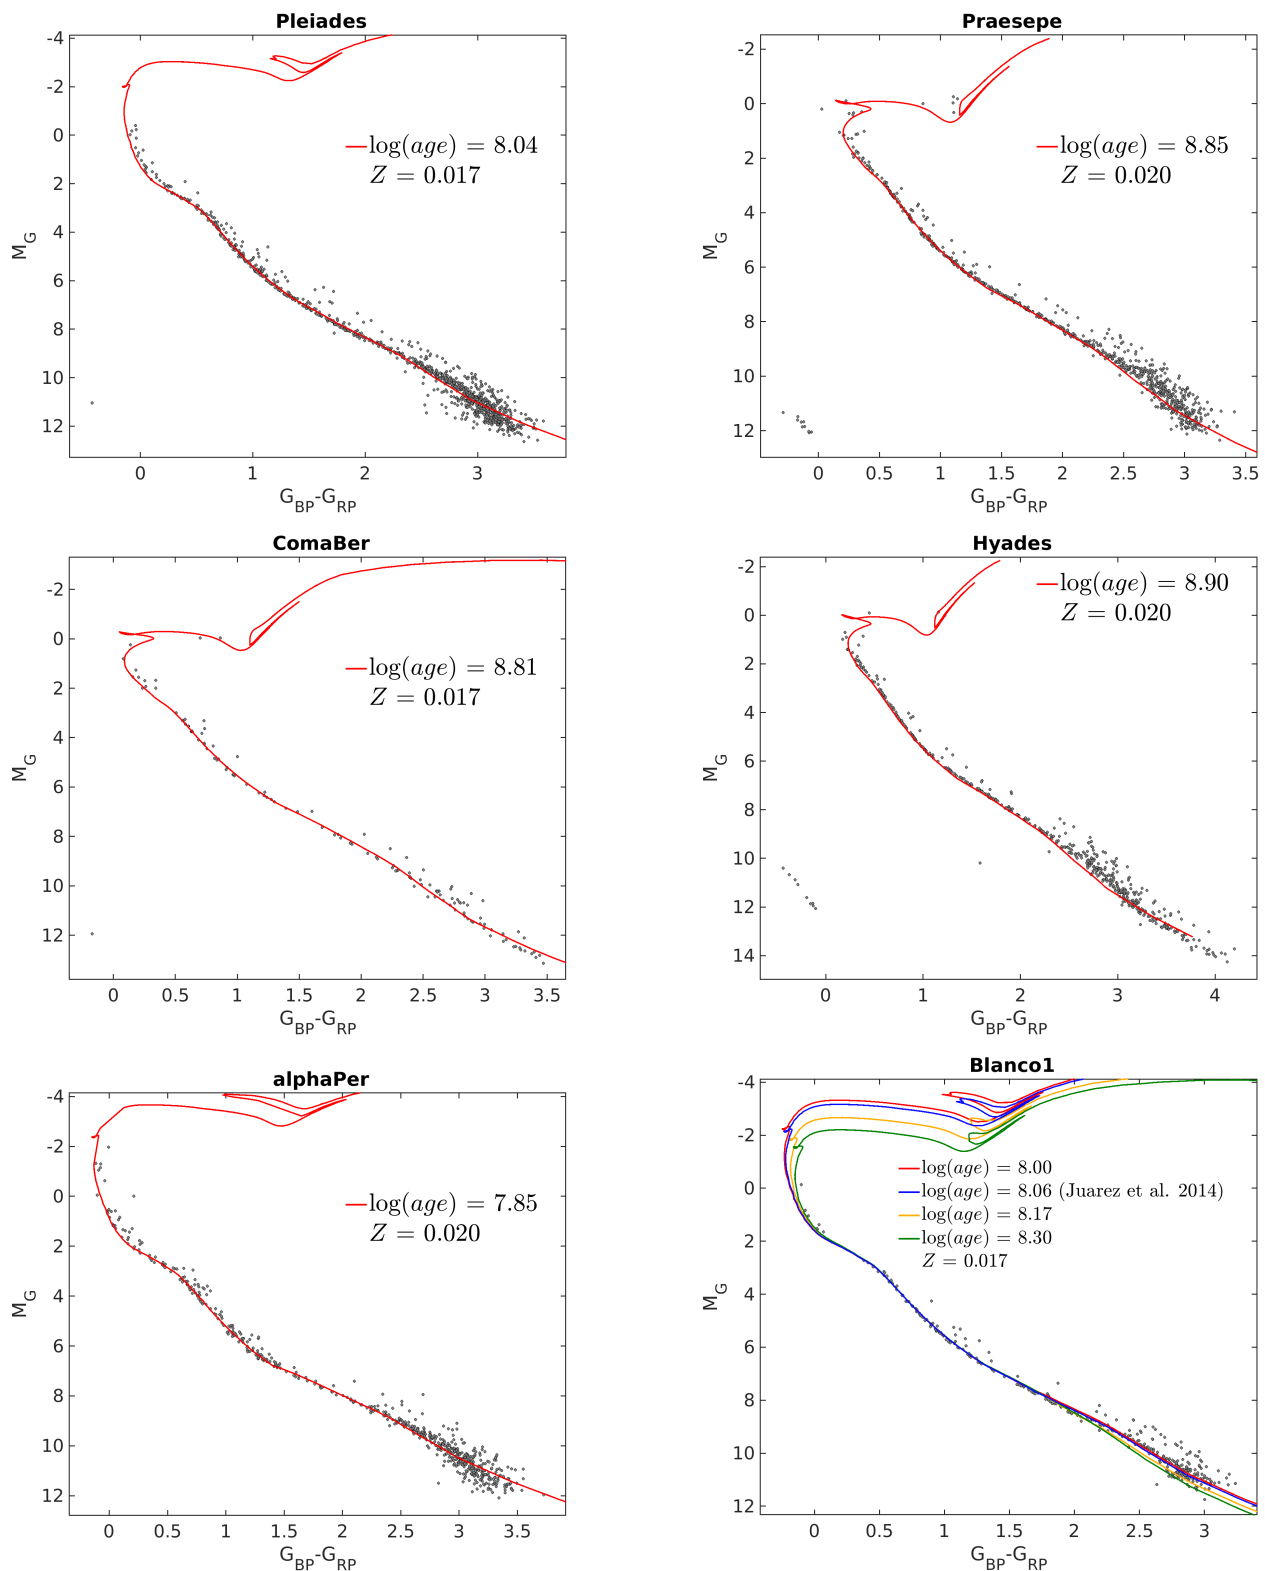 Pleiades
-4
-2
0
2
4
6
8
10
12
M_G
log(age) = 8.04
Z = 0.017
0 1 2 3
G_BP-G_RP
Praesepe
-2
0
2
4
6
8
10
12
M_G
log(age) = 8.85
Z = 0.020
0 0.5 1 1.5 2 2.5 3 3.5
G_BP-G_RP
ComaBer
-2
0
2
4
6
8
10
12
M_G
log(age) = 8.81
Z = 0.017
0 0.5 1 1.5 2 2.5 3 3.5
G_BP-G_RP
Hyades
-2
0
2
4
6
8
10
12
14
M_G
log(age) = 8.90
Z = 0.020
0 1 2 3 4
G_BP-G_RP
alphaPer
-4
-2
0
2
4
6
8
10
12
M_G
log(age) = 7.85
Z = 0.020
0 0.5 1 1.5 2 2.5 3 3.5
G_BP-G_RP
Blanco1
-4
-2
0
2
4
6
8
10
12
M_G
log(age) = 8.00
log(age) = 8.06 (Juarez et al. 2014)
log(age) = 8.17
log(age) = 8.30
Z = 0.017
0 0.5 1 1.5 2 2.5 3
G_BP-G_RP